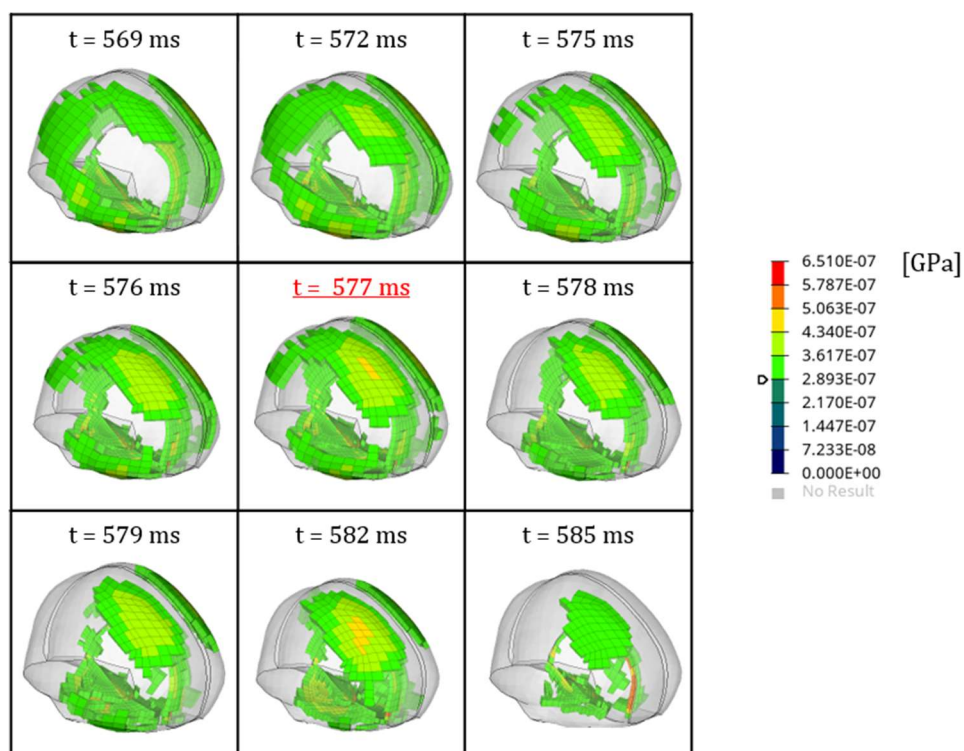 t = 569 ms
t = 572 ms
t = 575 ms
t = 576 ms
t = 577 ms
t = 578 ms
t = 579 ms
t = 582 ms
t = 585 ms
[GPa]
6.510E-07
5.787E-07
5.063E-07
4.340E-07
3.617E-07
D 2.893E-07
2.170E-07
1.447E-07
7.233E-08
0.000E+00
No Result